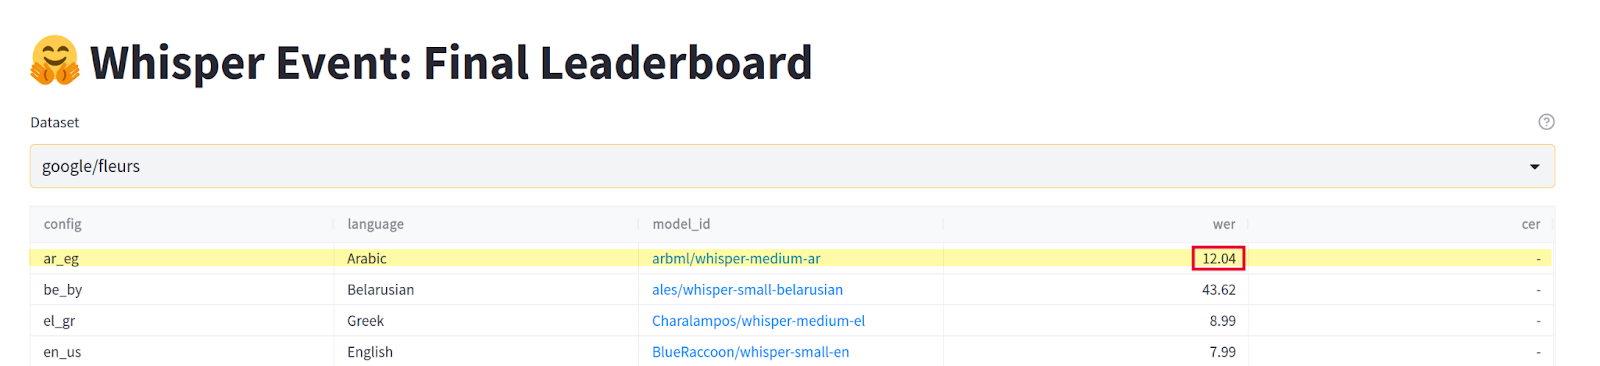 🤗 Whisper Event: Final Leaderboard
Dataset
google/fleurs
config language model_id wer cer
ar_eg Arabic arbml/whisper-medium-ar 12.04 -
be_by Belarusian ales/whisper-small-belarusian 43.62 -
el_gr Greek Charalampos/whisper-medium-el 8.99 -
en_us English BlueRaccoon/whisper-small-en 7.99 -